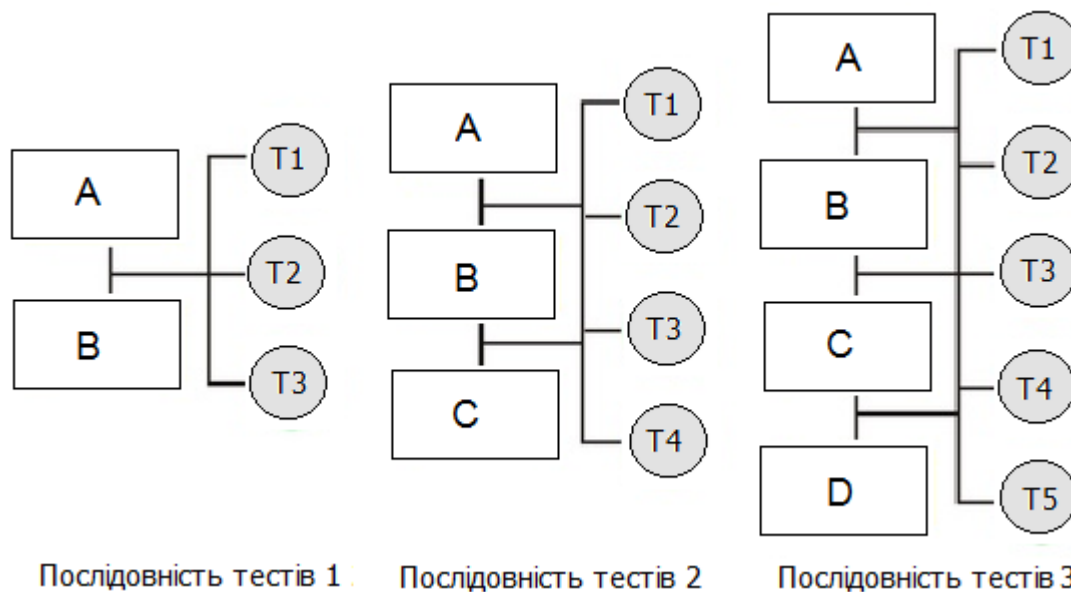 A
B
T1
T2
T3
Послідовність тестів 1
A
B
C
T1
T2
T3
T4
Послідовність тестів 2
A
B
C
D
T1
T2
T3
T4
T5
Послідовність тестів 3